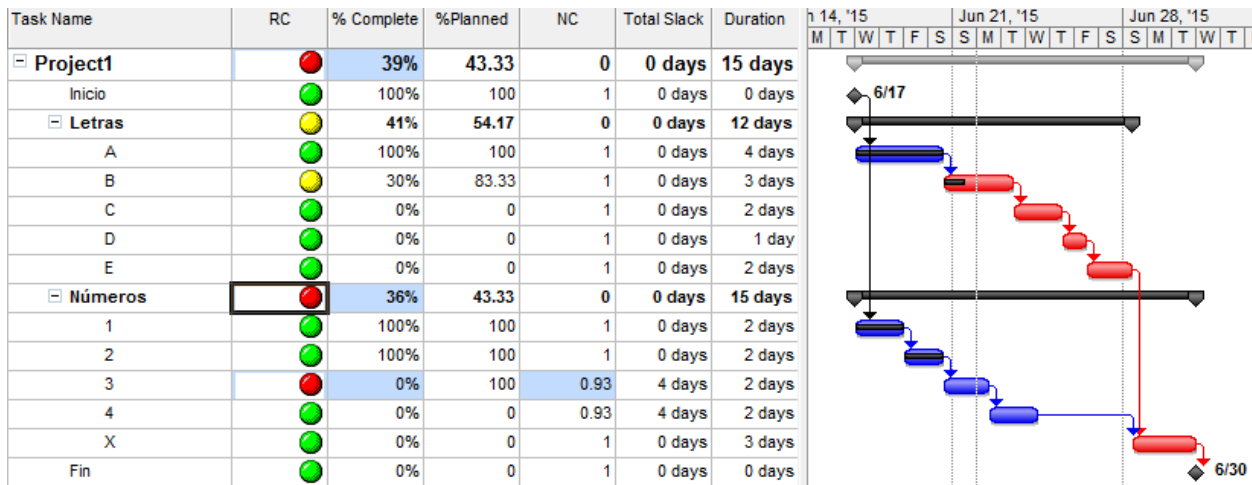 Task Name RC % Complete %Planned NC Total Slack Duration n 14, '15 Jun 21, '15 Jun 28, '15
M T W T F S S M T W T F S S M T W T
Project1 39% 43.33 0 0 days 15 days
Inicio 100% 100 1 0 days 0 days 6/17
Letras 41% 54.17 0 0 days 12 days
A 100% 100 1 0 days 4 days
B 30% 83.33 1 0 days 3 days
C 0% 0 1 0 days 2 days
D 0% 0 1 0 days 1 day
E 0% 0 1 0 days 2 days
Números 36% 43.33 0 0 days 15 days
1 100% 100 1 0 days 2 days
2 100% 100 1 0 days 2 days
3 0% 100 0.93 4 days 2 days
4 0% 0 0.93 4 days 2 days
X 0% 0 1 0 days 3 days
Fin 0% 0 1 0 days 0 days 6/30